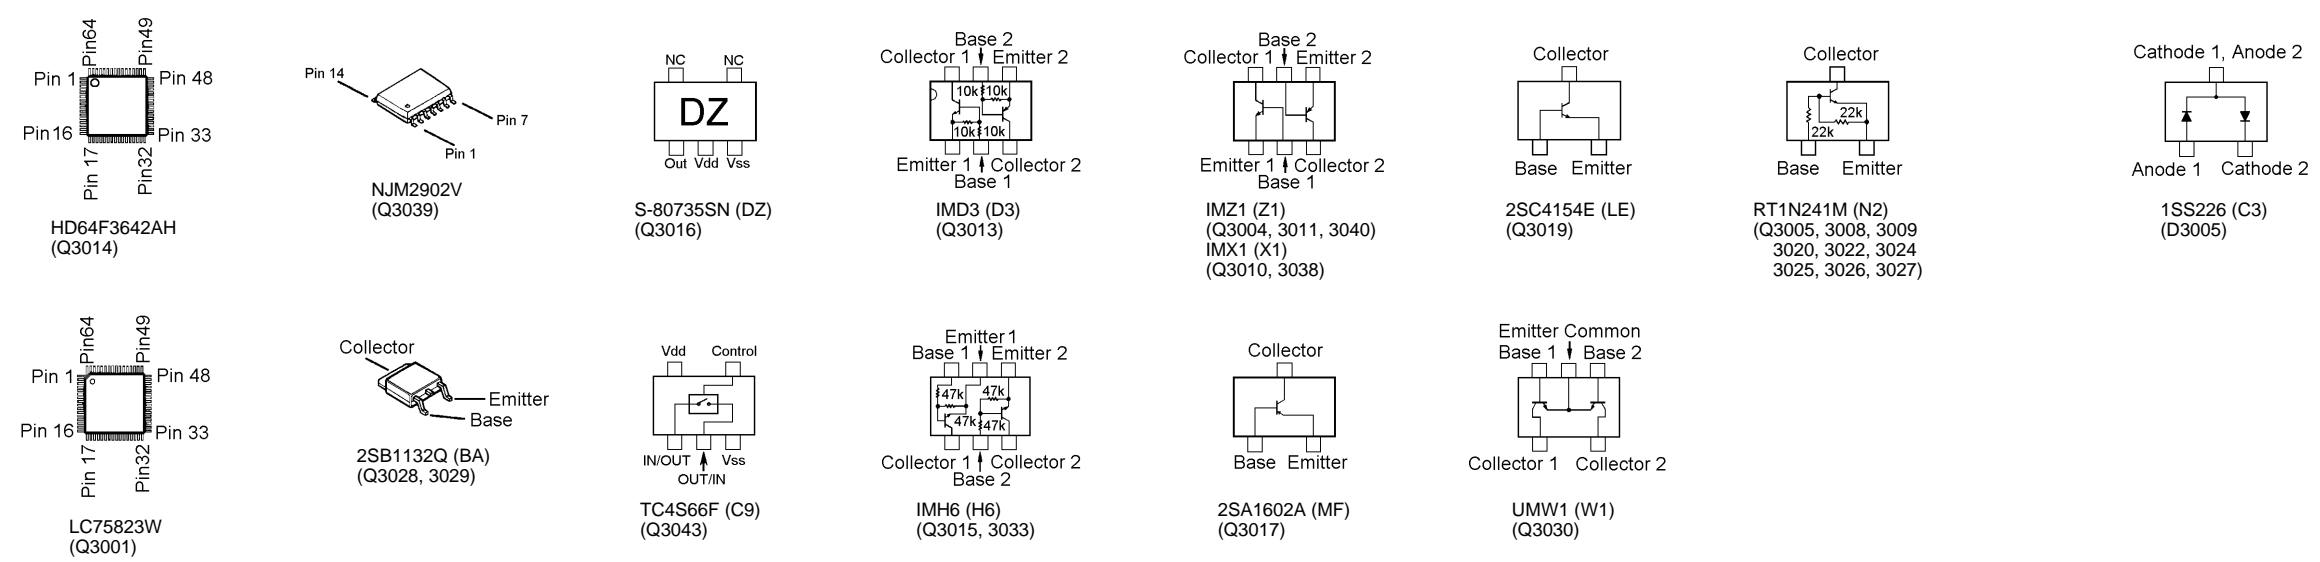 Pin64
Pin49
Pin 1
Pin 48
Pin 16
Pin 33
Pin 17
Pin32
HD64F3642AH
(Q3014)
Pin 14
Pin 7
Pin 1
NJM2902V
(Q3039)
NC NC
DZ
Out Vdd Vss
S-80735SN (DZ)
(Q3016)
Base 2
Collector 1 Emitter 2
10k 10k
10k 10k
Emitter 1 Collector 2
Base 1
IMD3 (D3)
(Q3013)
Base 2
Collector 1 Emitter 2
Emitter 1 Collector 2
Base 1
IMZ1 (Z1)
(Q3004, 3011, 3040)
IMX1 (X1)
(Q3010, 3038)
Collector
Base Emitter
2SC4154E (LE)
(Q3019)
Collector
22k
22k
Base Emitter
RT1N241M (N2)
(Q3005, 3008, 3009
3020, 3022, 3024
3025, 3026, 3027)
Cathode 1, Anode 2
Anode 1 Cathode 2
1SS226 (C3)
(D3005)
Pin64
Pin49
Pin 1
Pin 48
Pin 16
Pin 33
Pin 17
Pin32
LC75823W
(Q3001)
Collector
Emitter
Base
2SB1132Q (BA)
(Q3028, 3029)
Vdd Control
IN/OUT Vss
OUT/IN
TC4S66F (C9)
(Q3043)
Emitter 1
Base 1 Emitter 2
47k 47k
47k 47k
Collector 1 Collector 2
Base 2
IMH6 (H6)
(Q3015, 3033)
Collector
Base Emitter
2SA1602A (MF)
(Q3017)
Emitter Common
Base 1 Base 2
Collector 1 Collector 2
UMW1 (W1)
(Q3030)